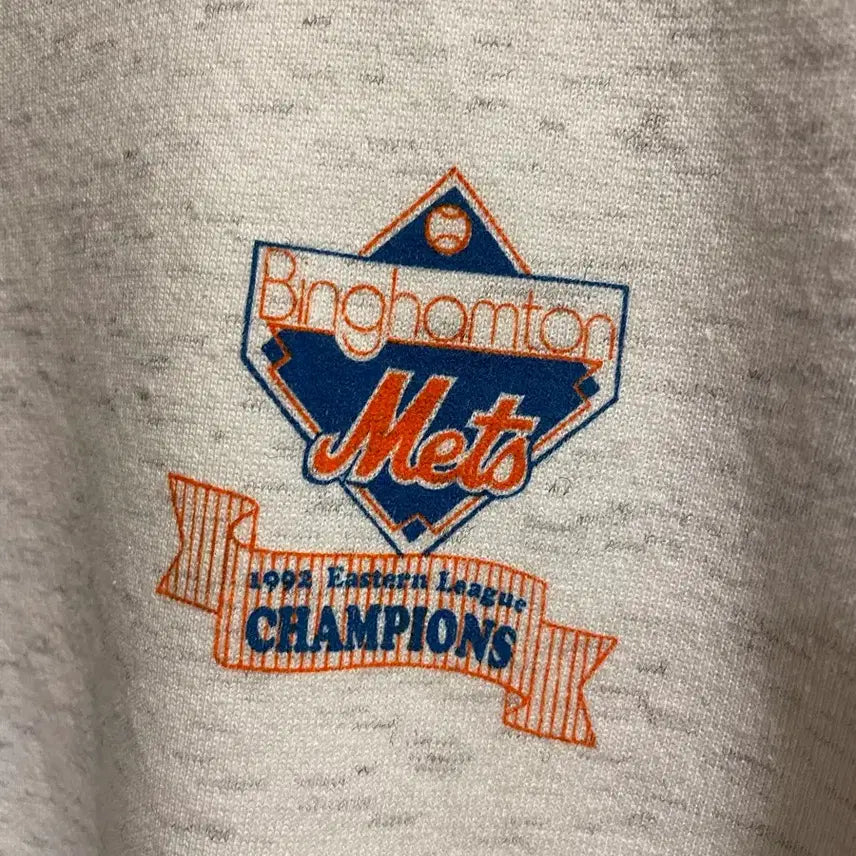 Binghamton
Mets
1992 Eastern League
CHAMPIONS